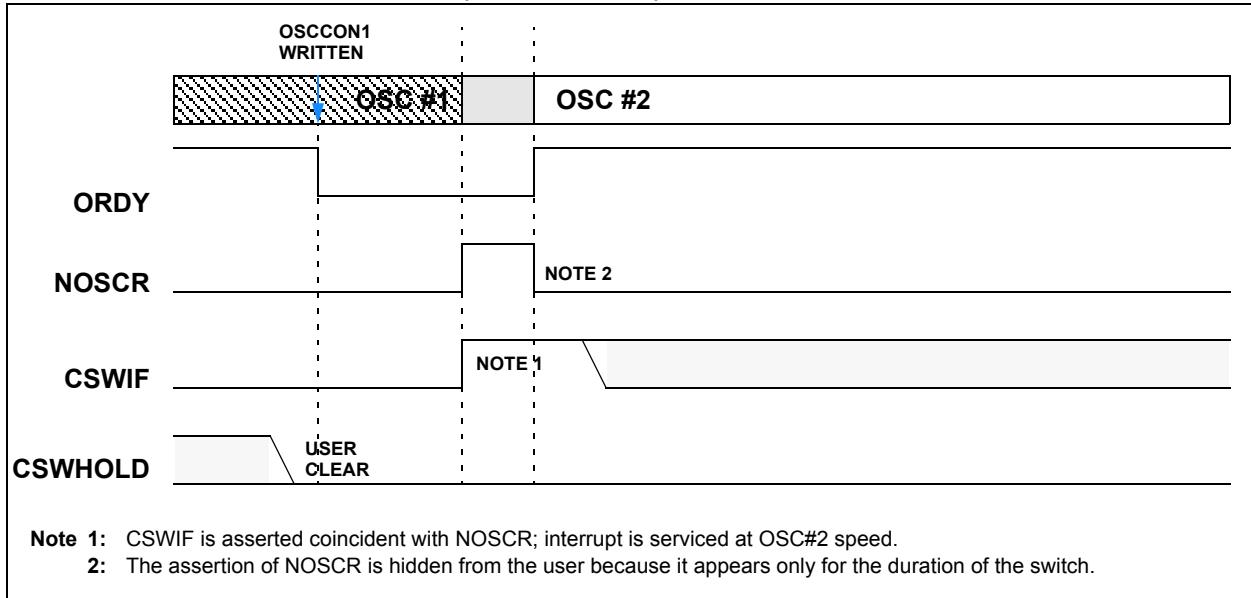 OSCCON1
WRITTEN
OSC #1
OSC #2
ORDY
NOSCR
NOTE 2
CSWIF
NOTE 1
CSWHOLD
USER
CLEAR
Note 1: CSWIF is asserted coincident with NOSCR; interrupt is serviced at OSC#2 speed.
2: The assertion of NOSCR is hidden from the user because it appears only for the duration of the switch.